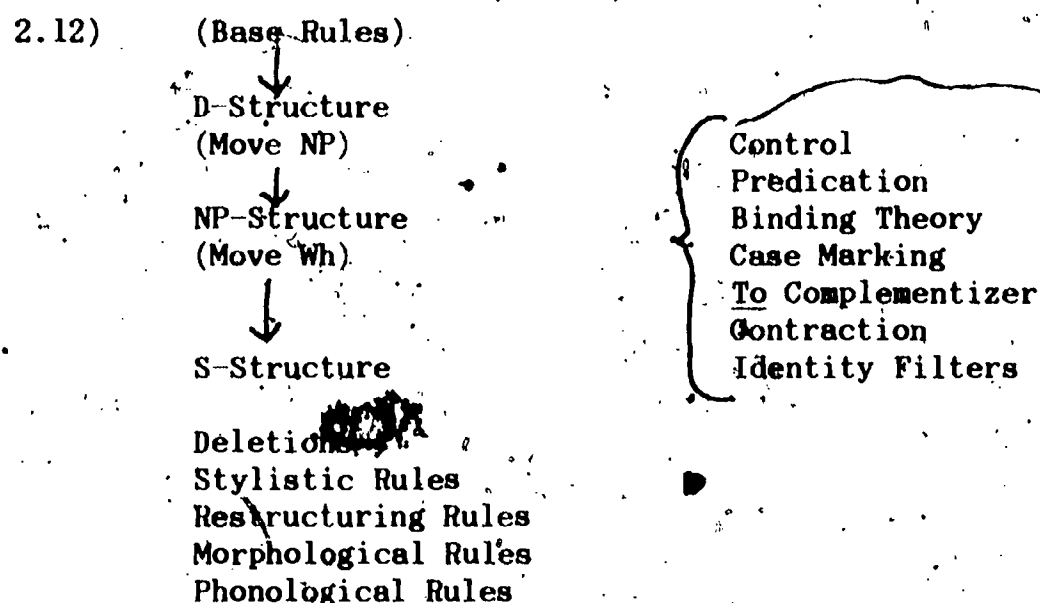 2.12) (Base Rules)
D-Structure
(Move NP)
NP-Structure
(Move Wh)
S-Structure
Deletions
Stylistic Rules
Restructuring Rules
Morphological Rules
Phonological Rules
Control
Predication
Binding Theory
Case Marking
To Complementizer
Contraction
Identity Filters